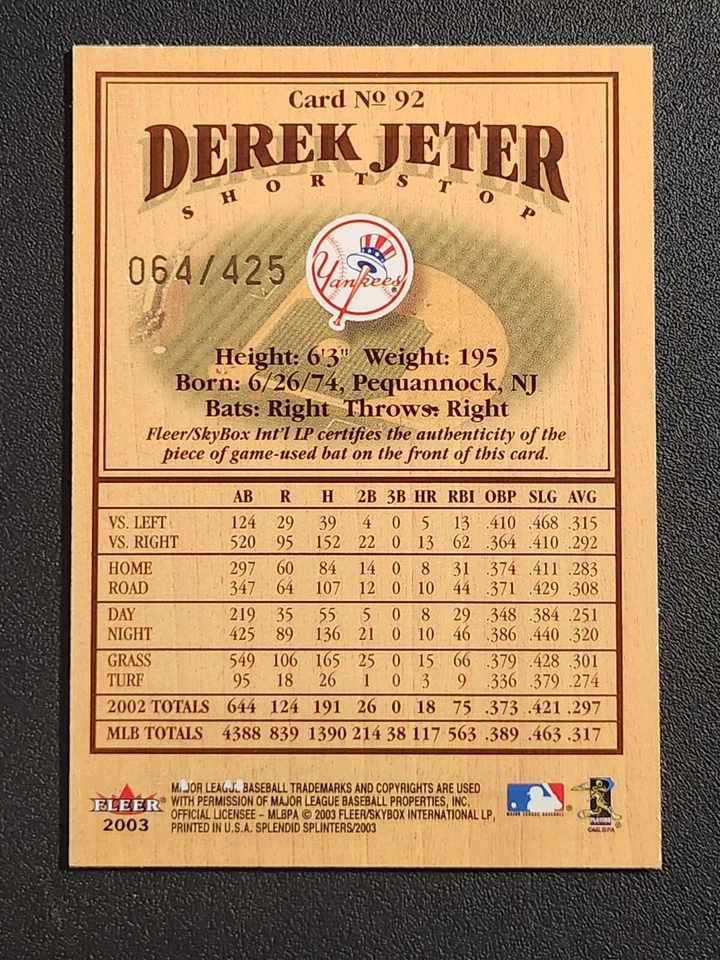 Card No 92
DEREK JETER
SHORTSTOP
064/425
Yankees
Height: 6'3" Weight: 195
Born: 6/26/74, Pequannock, NJ
Bats: Right Throws: Right
Fleer/SkyBox Int'l LP certifies the authenticity of the
piece of game-used bat on the front of this card.
AB R H 2B 3B HR RBI OBP SLG AVG
VS. LEFT 124 29 39 4 0 5 13 .410 .468 .315
VS. RIGHT 520 95 152 22 0 13 62 .364 .410 .292
HOME 297 60 84 14 0 8 31 .374 .411 .283
ROAD 347 64 107 12 0 10 44 .371 .429 .308
DAY 219 35 55 5 0 8 29 .348 .384 .251
NIGHT 425 89 136 21 0 10 46 .386 .440 .320
GRASS 549 106 165 25 0 15 66 .379 .428 .301
TURF 95 18 26 1 0 3 9 .336 .379 .274
2002 TOTALS 644 124 191 26 0 18 75 .373 .421 .297
MLB TOTALS 4388 839 1390 214 38 117 563 .389 .463 .317
FLEER
2003
MAJOR LEAGUE BASEBALL TRADEMARKS AND COPYRIGHTS ARE USED
WITH PERMISSION OF MAJOR LEAGUE BASEBALL PROPERTIES, INC.
OFFICIAL LICENSEE – MLBPA © 2003 FLEER/SKYBOX INTERNATIONAL LP,
PRINTED IN U.S.A. SPLENDID SPLINTERS/2003
MAJOR LEAGUE BASEBALL
PLAYERS
©MLBPA